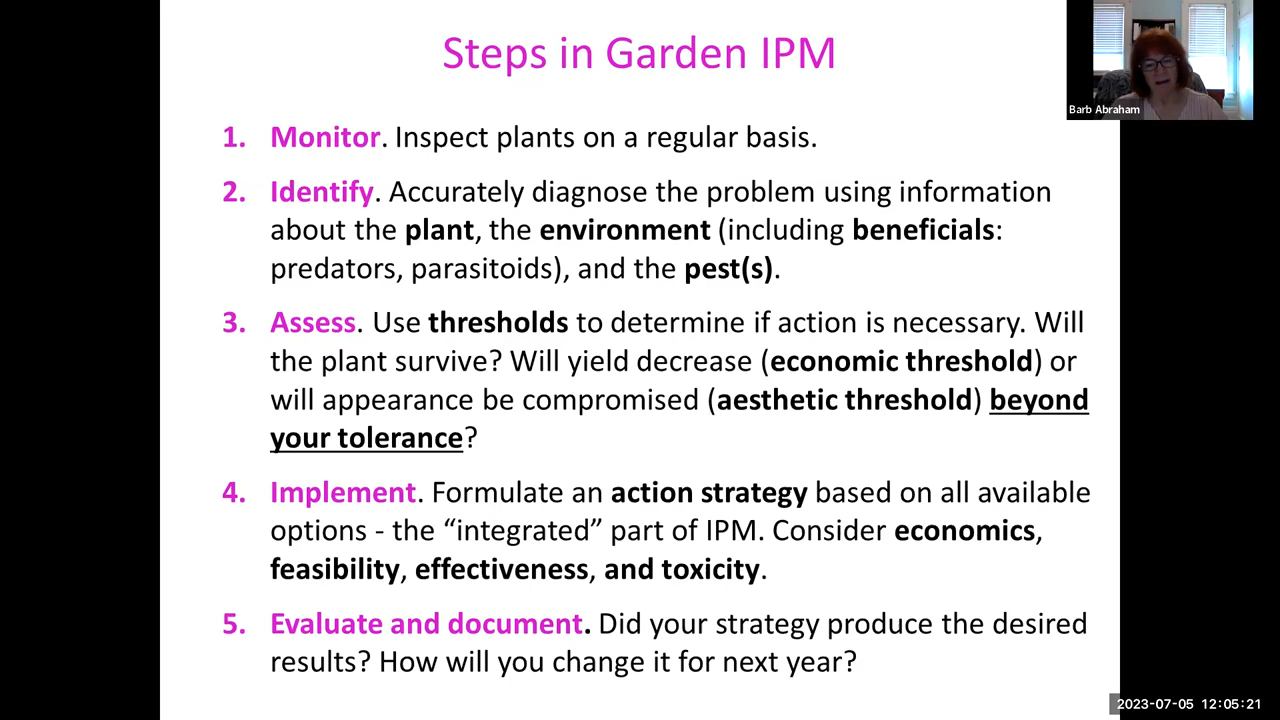 Steps in Garden IPM
Barb Abraham
1. Monitor. Inspect plants on a regular basis.
2. Identify. Accurately diagnose the problem using information
about the plant, the environment (including beneficials:
predators, parasitoids), and the pest(s).
3. Assess. Use thresholds to determine if action is necessary. Will
the plant survive? Will yield decrease (economic threshold) or
will appearance be compromised (aesthetic threshold) beyond
your tolerance?
4. Implement. Formulate an action strategy based on all available
options - the “integrated” part of IPM. Consider economics,
feasibility, effectiveness, and toxicity.
5. Evaluate and document. Did your strategy produce the desired
results? How will you change it for next year?
2023-07-05 12:05:21